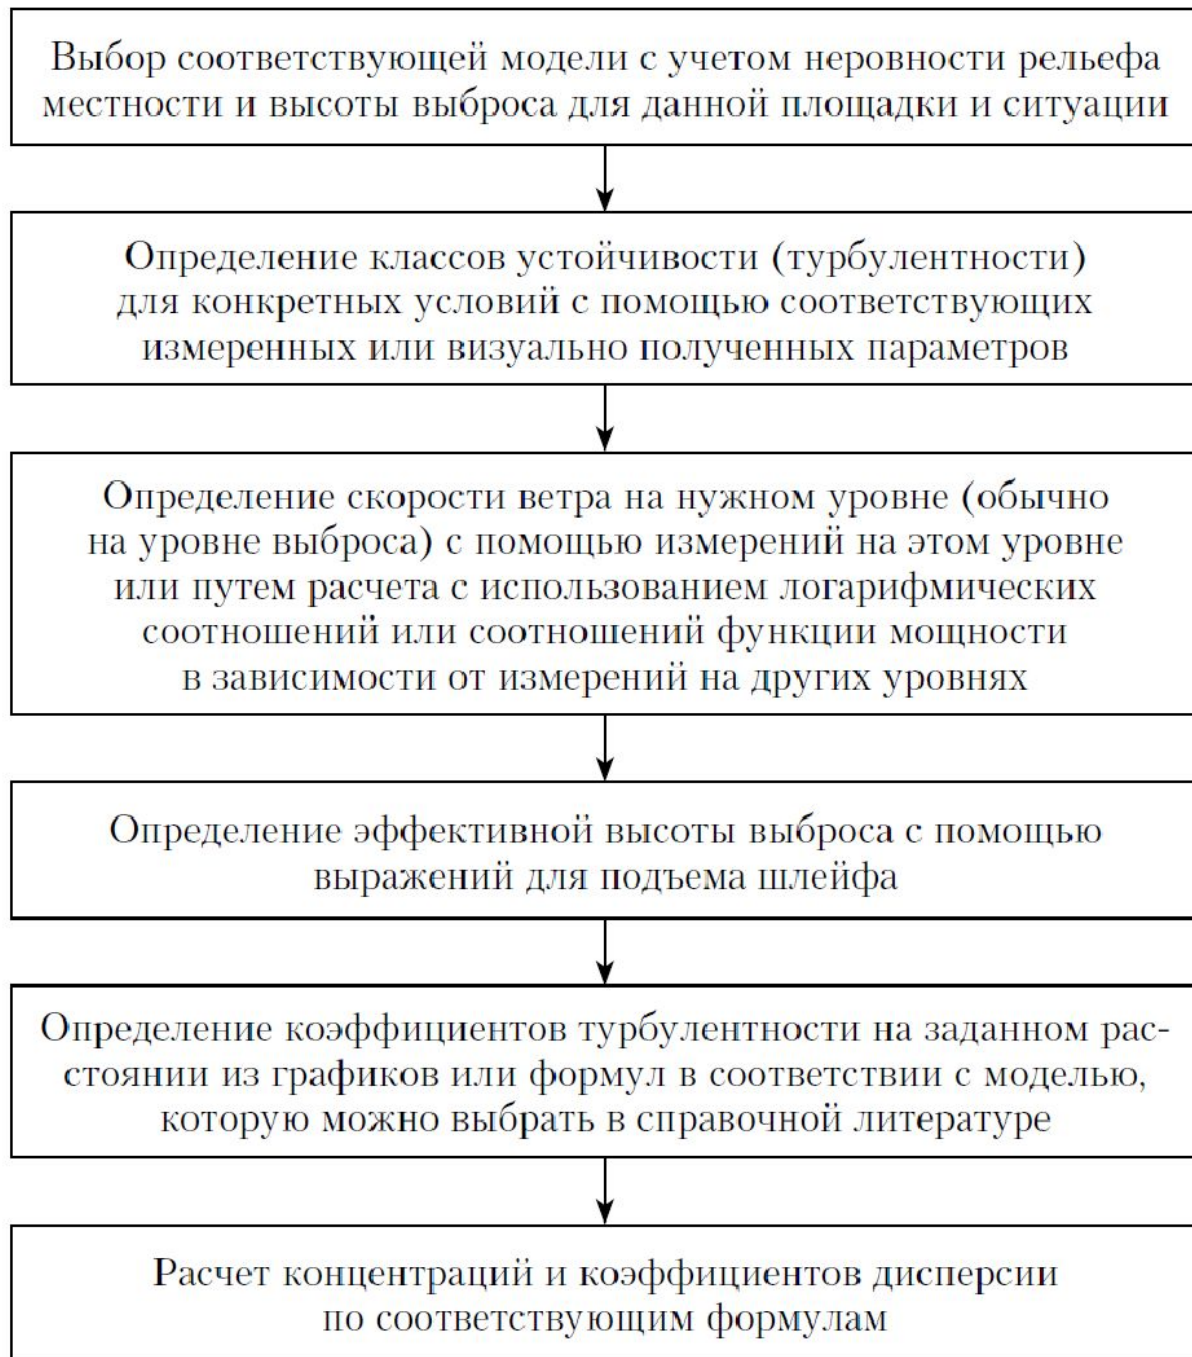 Выбор соответствующей модели с учетом неровности рельефа
местности и высоты выброса для данной площадки и ситуации
Определение классов устойчивости (турбулентности)
для конкретных условий с помощью соответствующих
измеренных или визуально полученных параметров
Определение скорости ветра на нужном уровне (обычно
на уровне выброса) с помощью измерений на этом уровне
или путем расчета с использованием логарифмических
соотношений или соотношений функции мощности
в зависимости от измерений на других уровнях
Определение эффективной высоты выброса с помощью
выражений для подъема шлейфа
Определение коэффициентов турбулентности на заданном рас-
стоянии из графиков или формул в соответствии с моделью,
которую можно выбрать в справочной литературе
Расчет концентраций и коэффициентов дисперсии
по соответствующим формулам